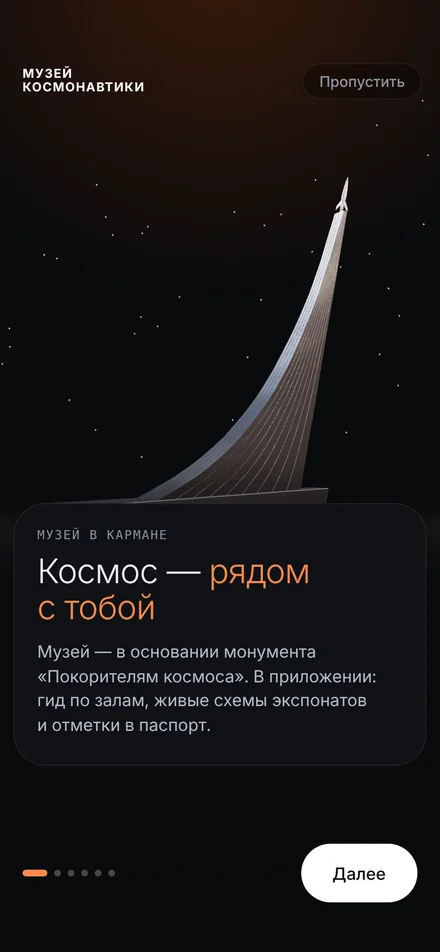 МУЗЕЙ
КОСМОНАВТИКИ
Пропустить
МУЗЕЙ В КАРМАНЕ
Космос — рядом
с тобой
Музей — в основании монумента
«Покорителям космоса». В приложении:
гид по залам, живые схемы экспонатов
и отметки в паспорт.
Далее